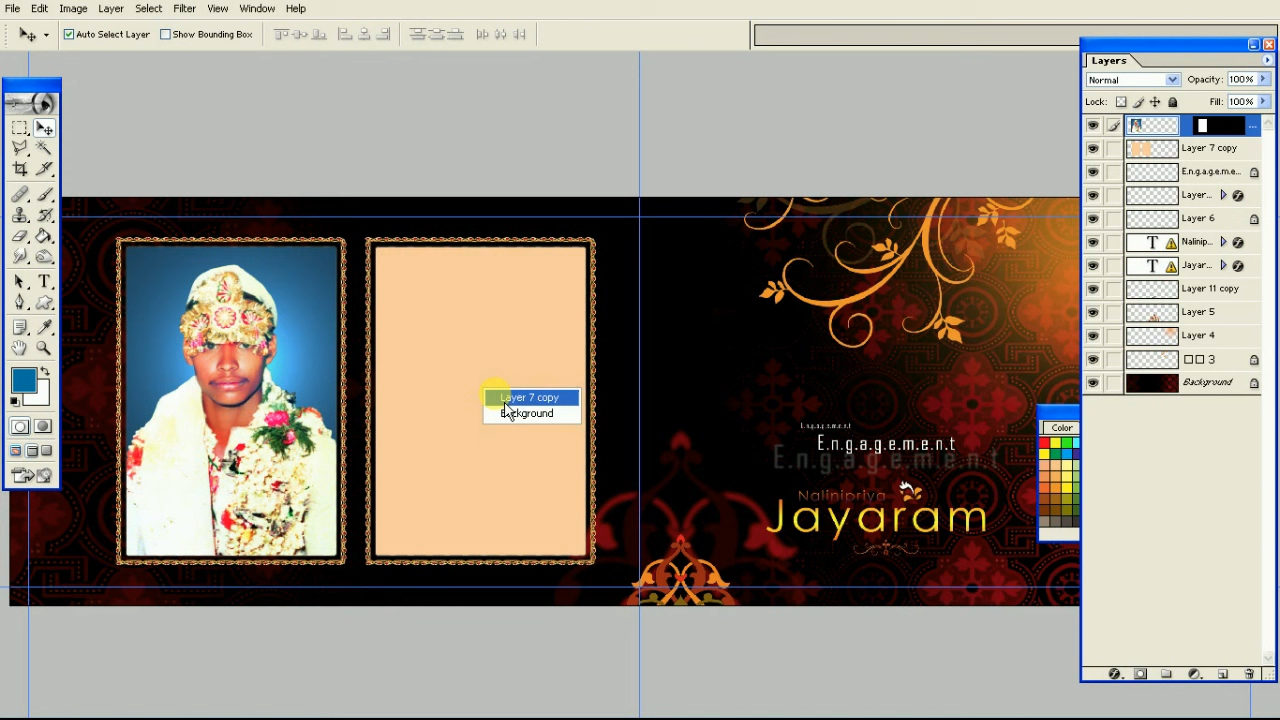 File Edit Image Layer Select Filter View Window Help
Auto Select Layer Show Bounding Box
Layers
Normal Opacity: 100%
Lock: Fill: 100%
...
Layer 7 copy
E.n.g.a.g.e.m.e...
Layer...
Layer 6
T Nalinip...
T Jayar...
Layer 11 copy
Layer 5
Layer 4
3
Background
Layer 7 copy
Background
Color
E.n.g.a.g.e.m.e.n.t
E.n.g.a.g.e.m.e.n.t
E.n.g.a.g.e.m.e.n.t
Nalinipriya
Jayaram